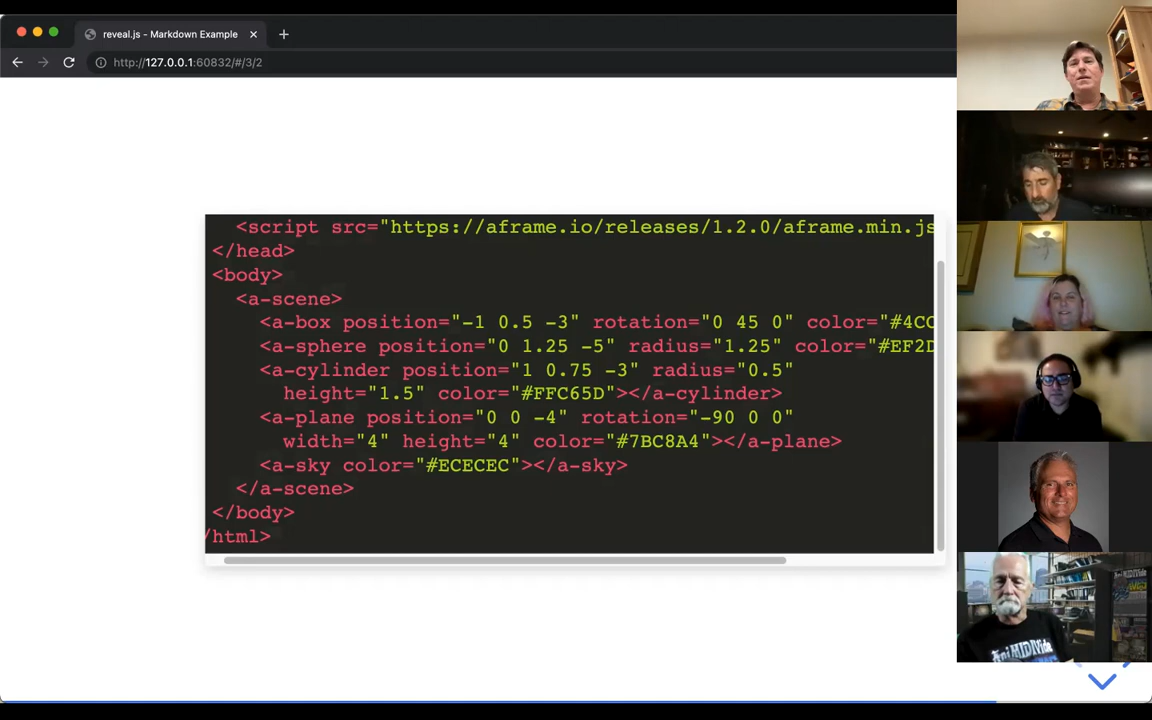 reveal.js - Markdown Example
http://127.0.0.1:60832/#/3/2
<script src="https://aframe.io/releases/1.2.0/aframe.min.js
</head>
<body>
<a-scene>
<a-box position="-1 0.5 -3" rotation="0 45 0" color="#4CC
<a-sphere position="0 1.25 -5" radius="1.25" color="#EF2D
<a-cylinder position="1 0.75 -3" radius="0.5"
height="1.5" color="#FFC65D"></a-cylinder>
<a-plane position="0 0 -4" rotation="-90 0 0"
width="4" height="4" color="#7BC8A4"></a-plane>
<a-sky color="#ECECEC"></a-sky>
</a-scene>
</body>
/html>